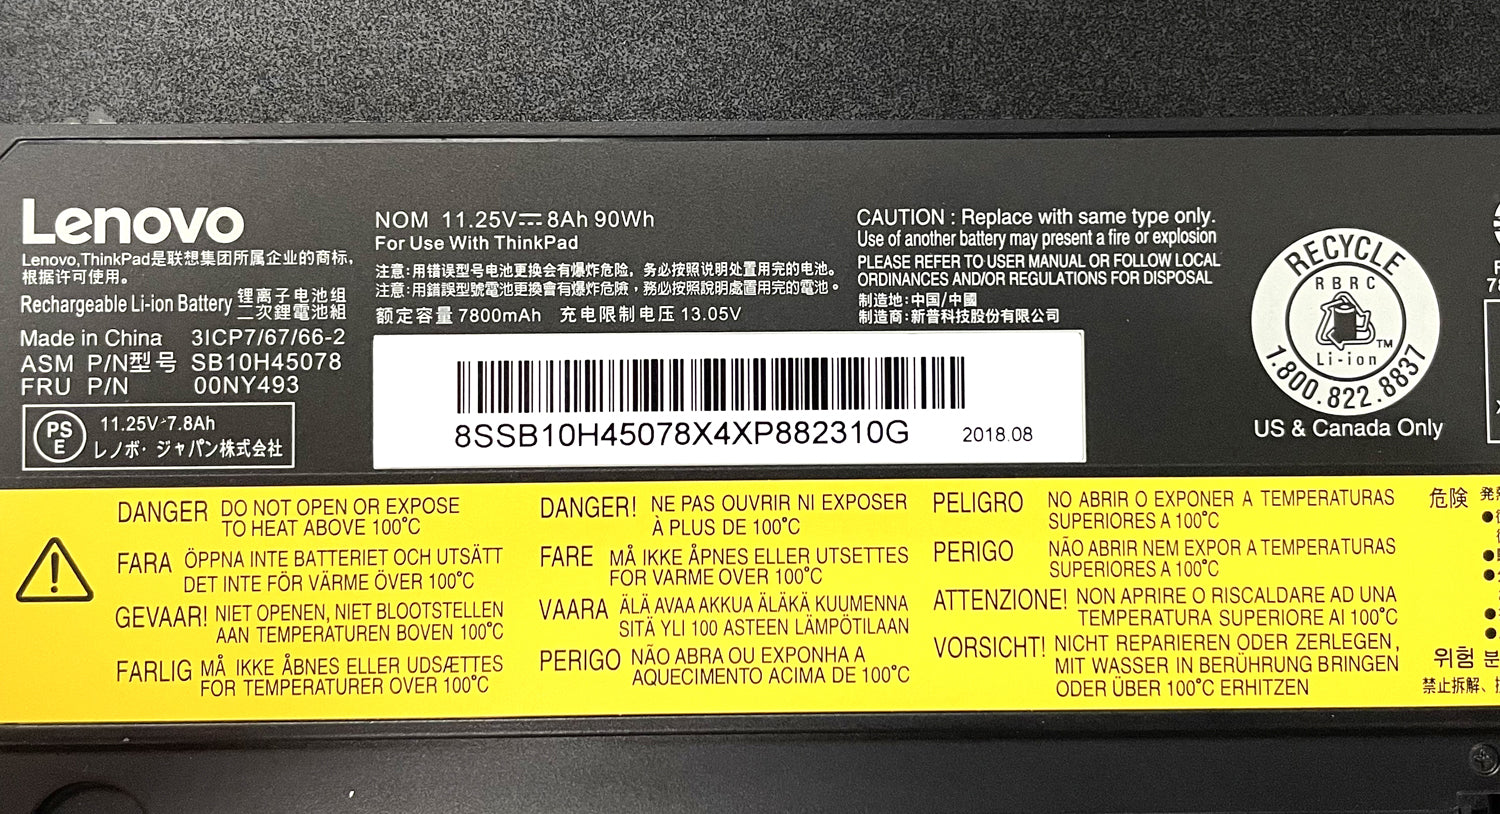 Lenovo
Lenovo,ThinkPad是联想集团所属企业的商标,
根据许可使用。
Rechargeable Li-ion Battery 锂离子电池组
二次鋰電池組
Made in China 3ICP7/67/66-2
ASM P/N型号 SB10H45078
FRU P/N 00NY493
PS
E
11.25V⎓7.8Ah
レノボ・ジャパン株式会社
NOM 11.25V⎓8Ah 90Wh
For Use With ThinkPad
注意:用错误型号电池更换会有爆炸危险，务必按照说明处置用完的电池。
注意:用錯誤型號電池更換會有爆炸危險，務必按照說明處置用完的電池。
额定容量 7800mAh 充电限制电压 13.05V
8SSB10H45078X4XP882310G
2018.08
CAUTION : Replace with same type only.
Use of another battery may present a fire or explosion
PLEASE REFER TO USER MANUAL OR FOLLOW LOCAL
ORDINANCES AND/OR REGULATIONS FOR DISPOSAL
制造地:中国/中國
制造商:新普科技股份有限公司
RECYCLE
RBRC
TM
Li-ion
1.800.822.8837
US & Canada Only
DANGER DO NOT OPEN OR EXPOSE
TO HEAT ABOVE 100°C
FARA ÖPPNA INTE BATTERIET OCH UTSÄTT
DET INTE FÖR VÄRME ÖVER 100°C
GEVAAR! NIET OPENEN, NIET BLOOTSTELLEN
AAN TEMPERATUREN BOVEN 100°C
FARLIG MÅ IKKE ÅBNES ELLER UDSÆTTES
FOR TEMPERATURER OVER 100°C
DANGER! NE PAS OUVRIR NI EXPOSER
À PLUS DE 100°C
FARE MÅ IKKE ÅPNES ELLER UTSETTES
FOR VARME OVER 100°C
VAARA ÄLÄ AVAA AKKUA ÄLÄKÄ KUUMENNA
SITÄ YLI 100 ASTEEN LÄMPÖTILAAN
PERIGO NÃO ABRA OU EXPONHA A
AQUECIMENTO ACIMA DE 100°C
PELIGRO NO ABRIR O EXPONER A TEMPERATURAS
SUPERIORES A 100°C
PERIGO NÃO ABRIR NEM EXPOR A TEMPERATURAS
SUPERIORES A 100°C
ATTENZIONE! NON APRIRE O RISCALDARE AD UNA
TEMPERATURA SUPERIORE AI 100°C
VORSICHT! NICHT REPARIEREN ODER ZERLEGEN,
MIT WASSER IN BERÜHRUNG BRINGEN
ODER ÜBER 100°C ERHITZEN
危険
위험 분
禁止拆解、